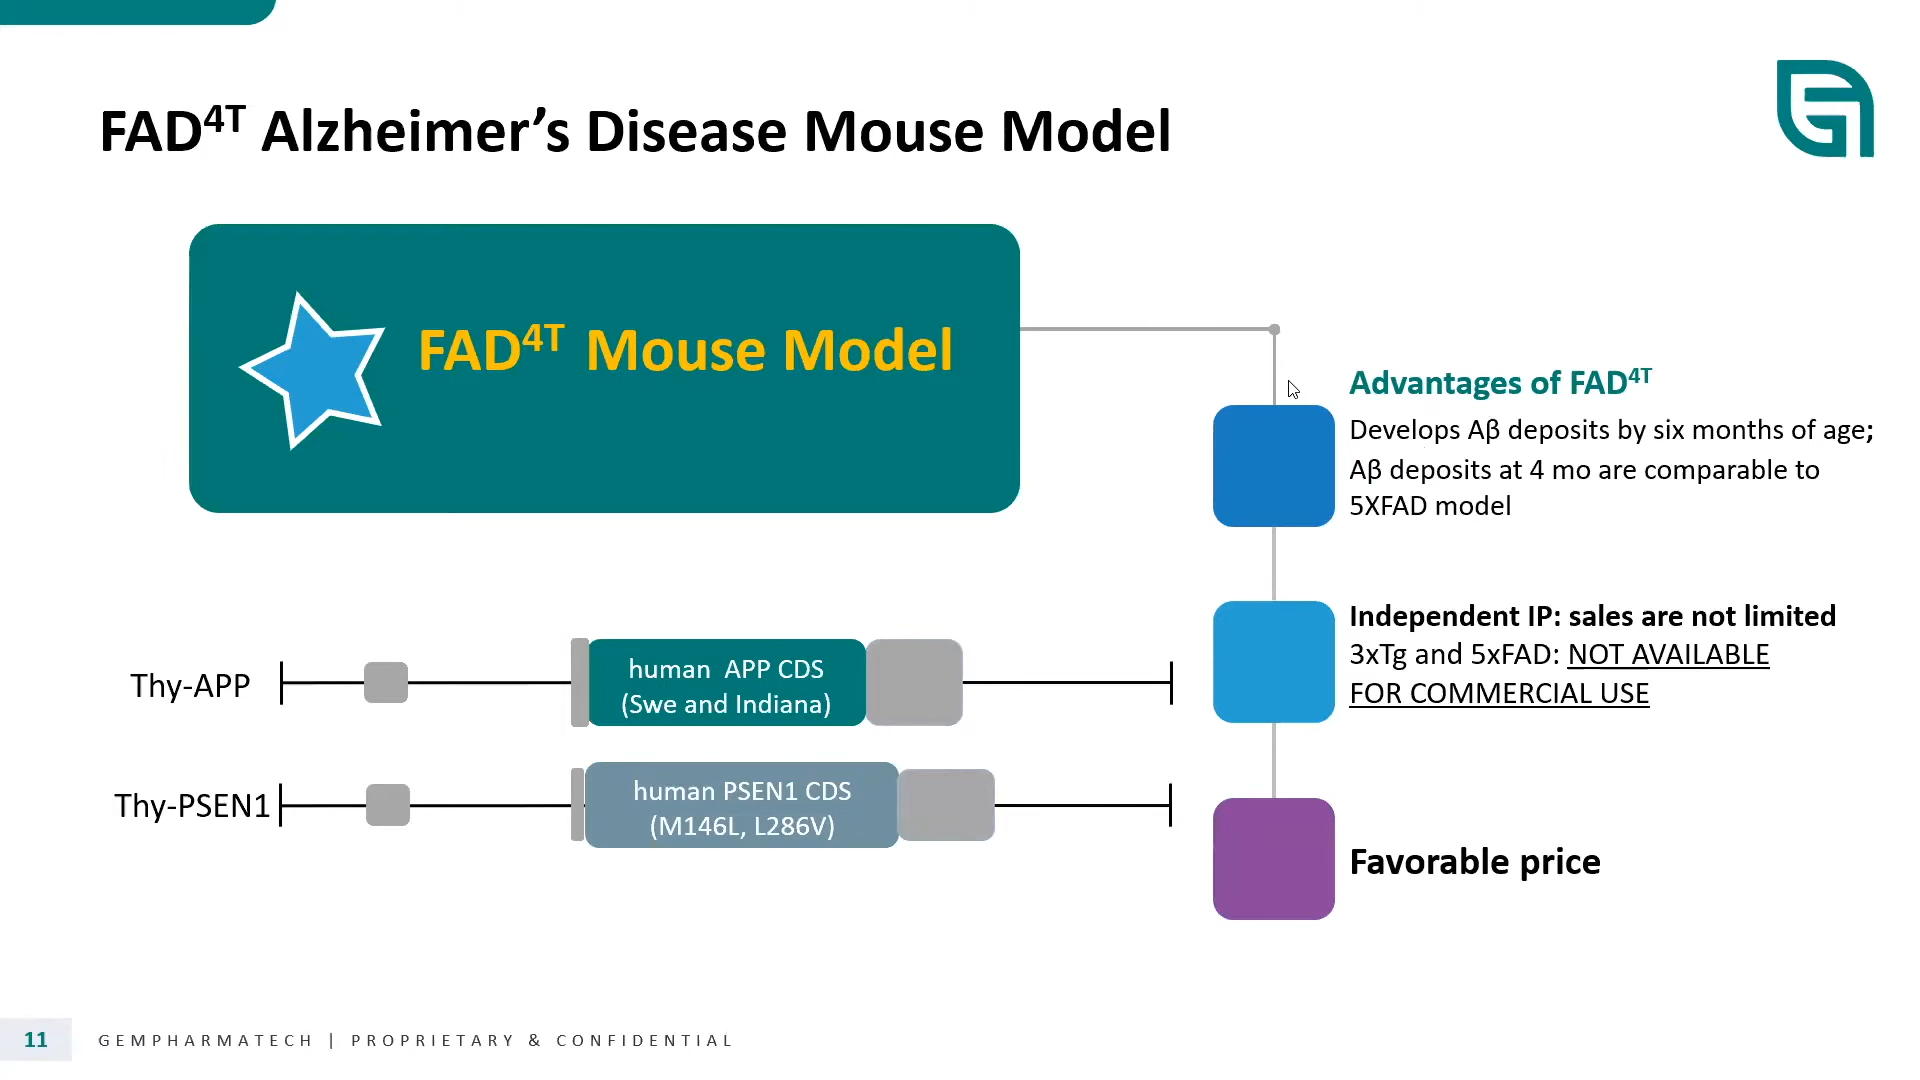 FAD4T Alzheimer’s Disease Mouse Model
FAD4T Mouse Model
Advantages of FAD4T
Develops Aβ deposits by six months of age;
Aβ deposits at 4 mo are comparable to
5XFAD model
Independent IP: sales are not limited
3xTg and 5xFAD: NOT AVAILABLE
FOR COMMERCIAL USE
Favorable price
Thy-APP
human APP CDS
(Swe and Indiana)
Thy-PSEN1
human PSEN1 CDS
(M146L, L286V)
11
GEMPHARMATECH | PROPRIETARY & CONFIDENTIAL